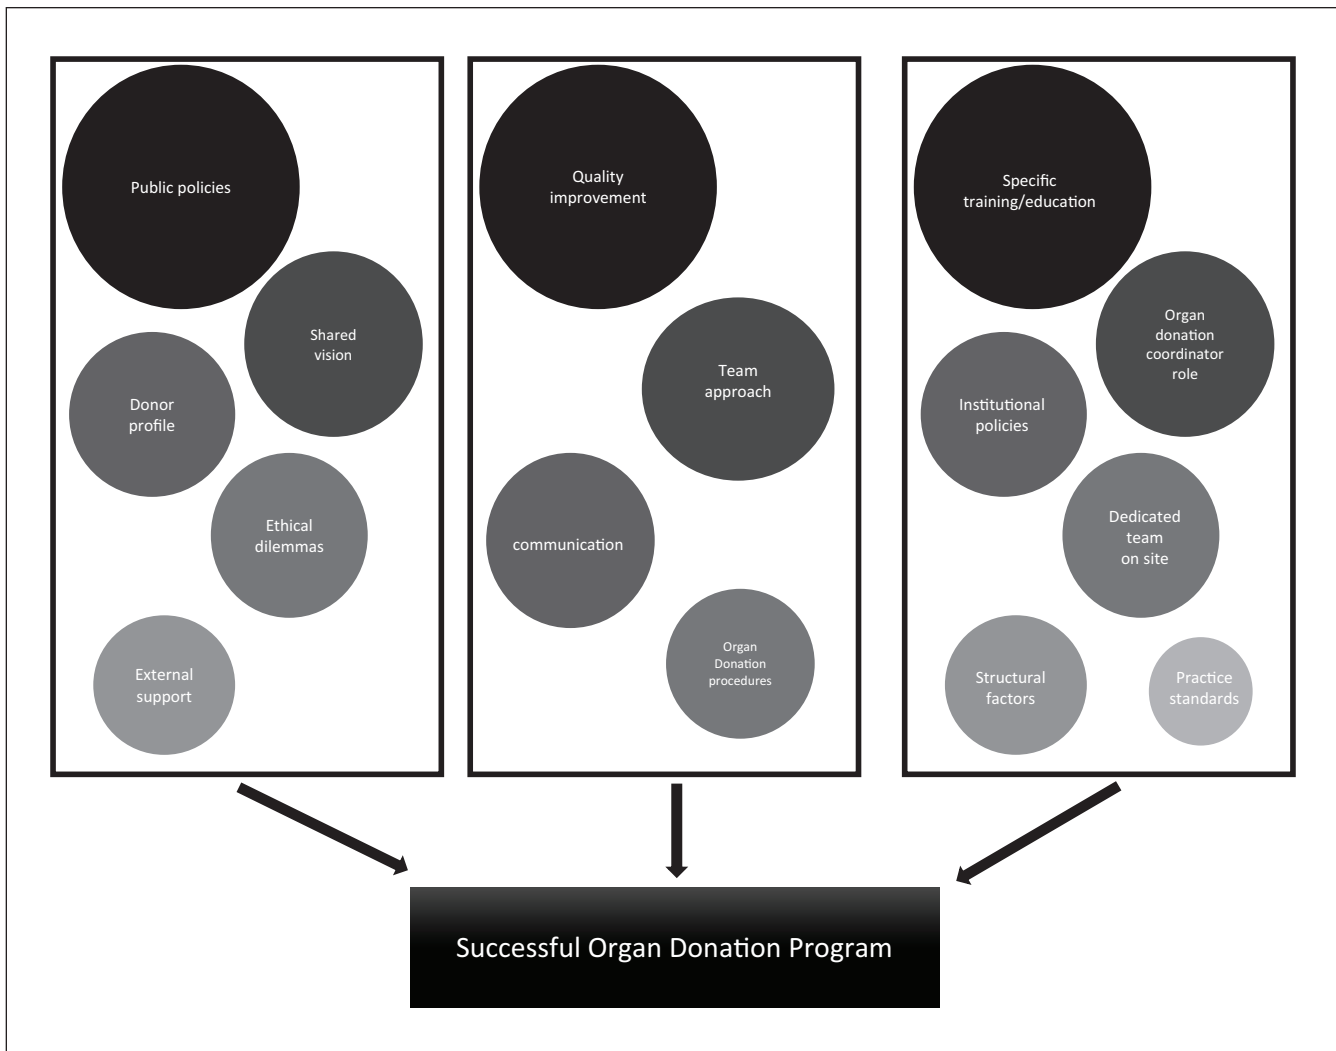 Public policies
Shared
vision
Donor
profile
Ethical
dilemmas
External
support
Quality
improvement
Team
approach
communication
Organ
Donation
procedures
Specific
training/education
Organ
donation
coordinator
role
Institutional
policies
Dedicated
team
on site
Structural
factors
Practice
standards
Successful Organ Donation Program